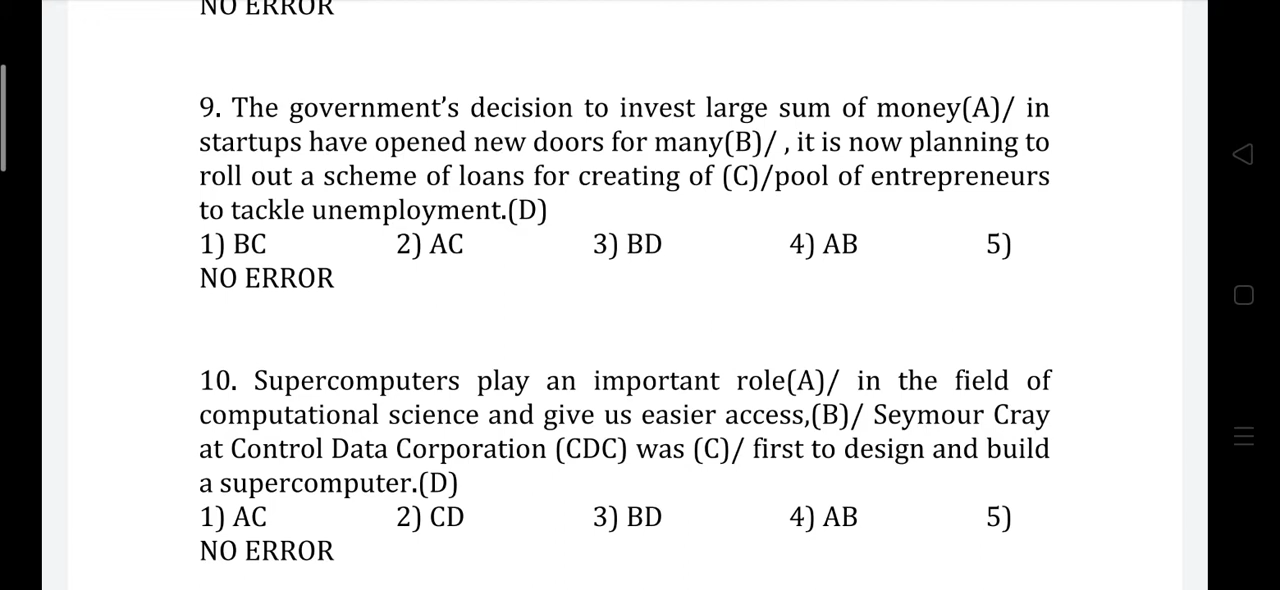 NO ERROR
9. The government’s decision to invest large sum of money(A)/ in
startups have opened new doors for many(B)/ , it is now planning to
roll out a scheme of loans for creating of (C)/pool of entrepreneurs
to tackle unemployment.(D)
1) BC 2) AC 3) BD 4) AB 5)
NO ERROR
10. Supercomputers play an important role(A)/ in the field of
computational science and give us easier access,(B)/ Seymour Cray
at Control Data Corporation (CDC) was (C)/ first to design and build
a supercomputer.(D)
1) AC 2) CD 3) BD 4) AB 5)
NO ERROR